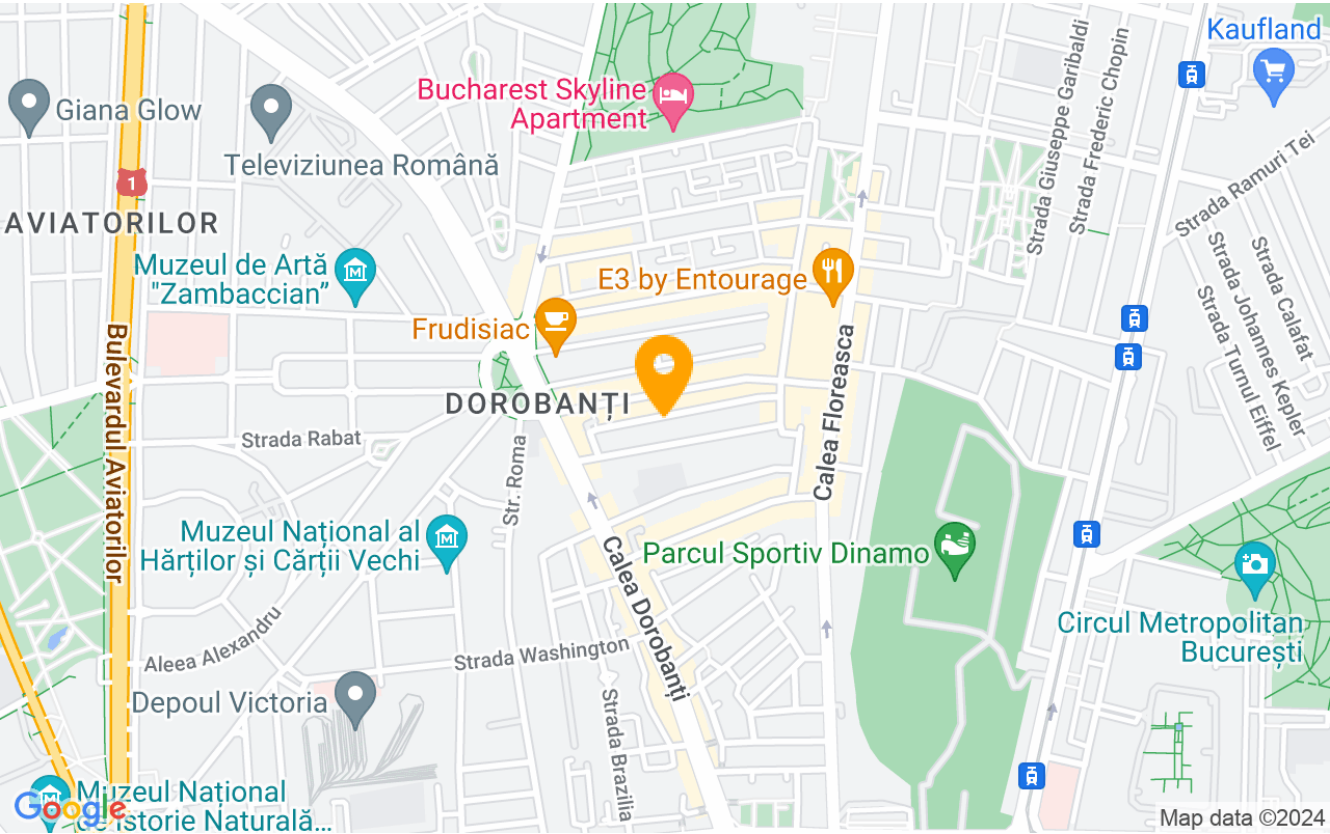 Kaufland
Bucharest Skyline
Apartment
Giana Glow
Televiziunea Română
1
AVIATORILOR
Strada Giuseppe Garibaldi
Strada Frederic Chopin
Strada Ramuri Tei
Strada Calafat
Strada Johannes Kepler
Strada Turnul Eiffel
Muzeul de Artă
"Zambaccian”
M
E3 by Entourage
Frudisiac
Bulevardul Aviatorilor
Calea Floreasca
DOROBANȚI
Strada Rabat
Str. Roma
Muzeul Național al
Hărților și Cărții Vechi
M
Parcul Sportiv Dinamo
Calea Dorobanți
Circul Metropolitan
București
Aleea Alexandru
Strada Washington
Depoul Victoria
Strada Brazilia
Muzeul Național
de Istorie Naturală...
Google
Map data ©2024